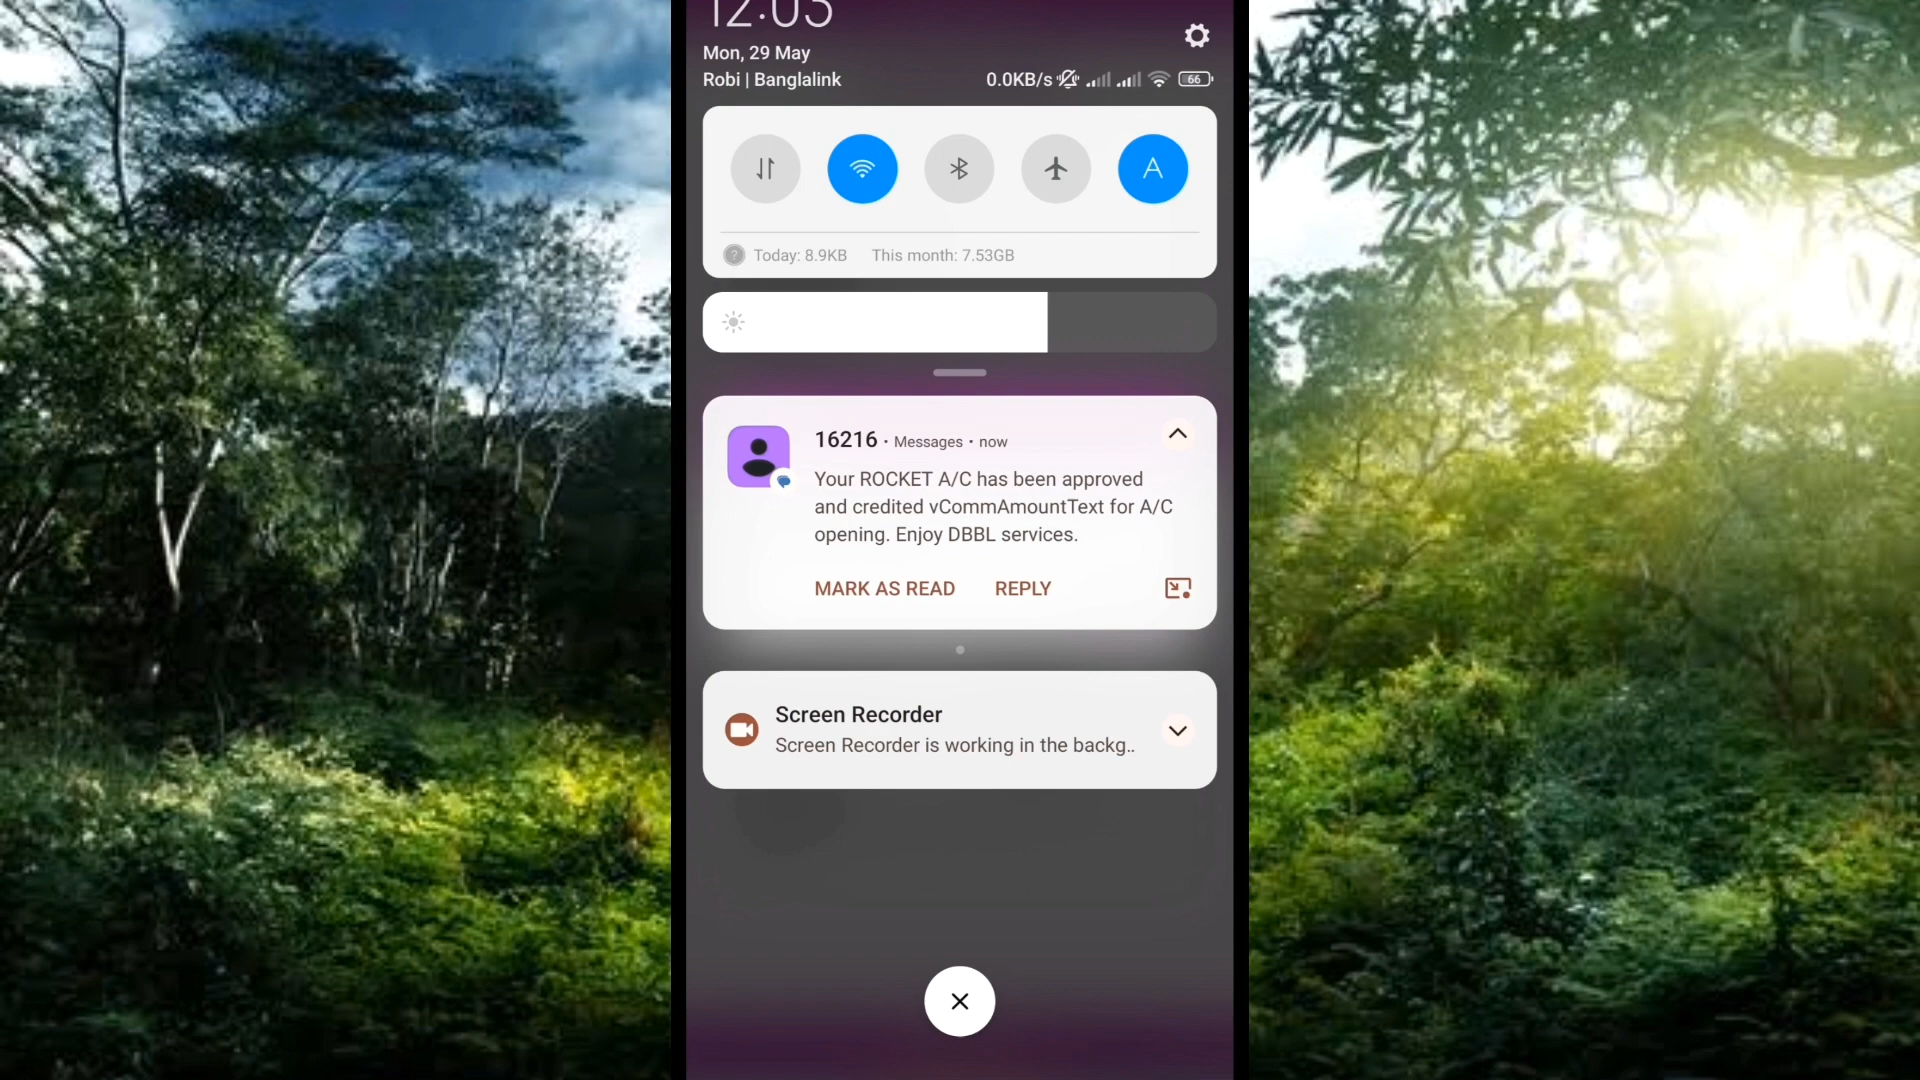 12:03
Mon, 29 May
Robi | Banglalink
0.0KB/s
66
A
Today: 8.9KB This month: 7.53GB
16216 • Messages • now
Your ROCKET A/C has been approved
and credited vCommAmountText for A/C
opening. Enjoy DBBL services.
MARK AS READ REPLY
Screen Recorder
Screen Recorder is working in the backg..